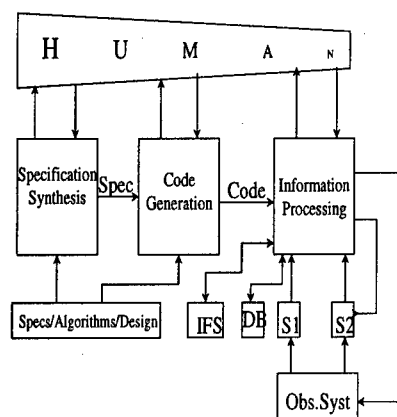 H U M A N
Specification
Synthesis
Spec
Code
Generation
Code
Information
Processing
Specs/Algorithms/Design
IFS
DB
S1
S2
Obs.Syst